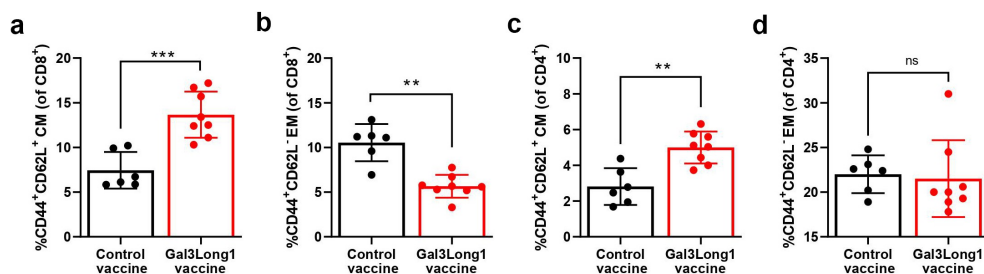 a
%CD44⁺CD62L⁺ CM (of CD8⁺)
20
15
10
5
0
***
Control
vaccine
Gal3Long1
vaccine
b
%CD44⁺CD62L⁻ EM (of CD8⁺)
20
15
10
5
0
**
Control
vaccine
Gal3Long1
vaccine
c
%CD44⁺CD62L⁺ CM (of CD4⁺)
10
8
6
4
2
0
**
Control
vaccine
Gal3Long1
vaccine
d
%CD44⁺CD62L⁻ EM (of CD4⁺)
35
30
25
20
15
ns
Control
vaccine
Gal3Long1
vaccine